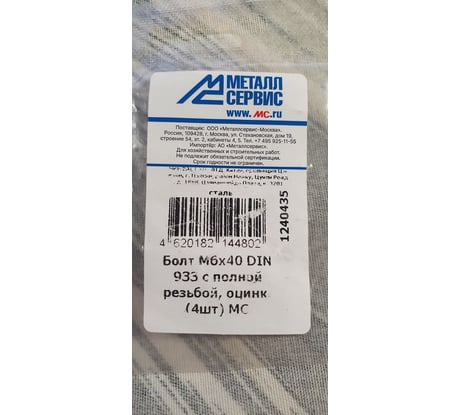 МЕТАЛЛ
СЕРВИС
www.мс.ru
Поставщик: ООО «Металлсервис-Москва».
Россия, 109428, г. Москва, ул. Стахановская, дом 19,
строение 54, эт. 2, кабинеты 4, 5. Тел. +7 495 925-11-55
Импортёр: АО «Металлсервис».
Для хозяйственных и строительных работ.
Не подлежит обязательной сертификации.
Срок годности не ограничен.
сталь
4 620182 144802
1240435
Болт М6х40 DIN
933 с полной
резьбой, оцинк.
(4шт) МС